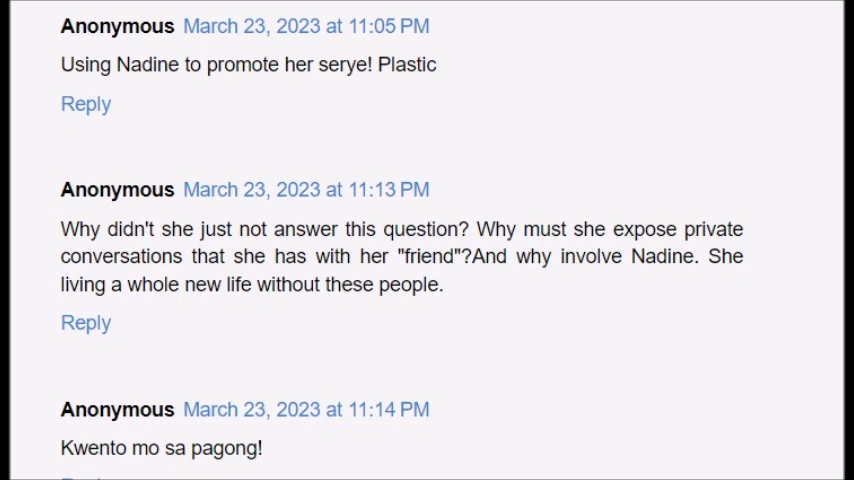 Anonymous March 23, 2023 at 11:05 PM
Using Nadine to promote her serye! Plastic
Reply
Anonymous March 23, 2023 at 11:13 PM
Why didn't she just not answer this question? Why must she expose private
conversations that she has with her "friend"?And why involve Nadine. She
living a whole new life without these people.
Reply
Anonymous March 23, 2023 at 11:14 PM
Kwento mo sa pagong!